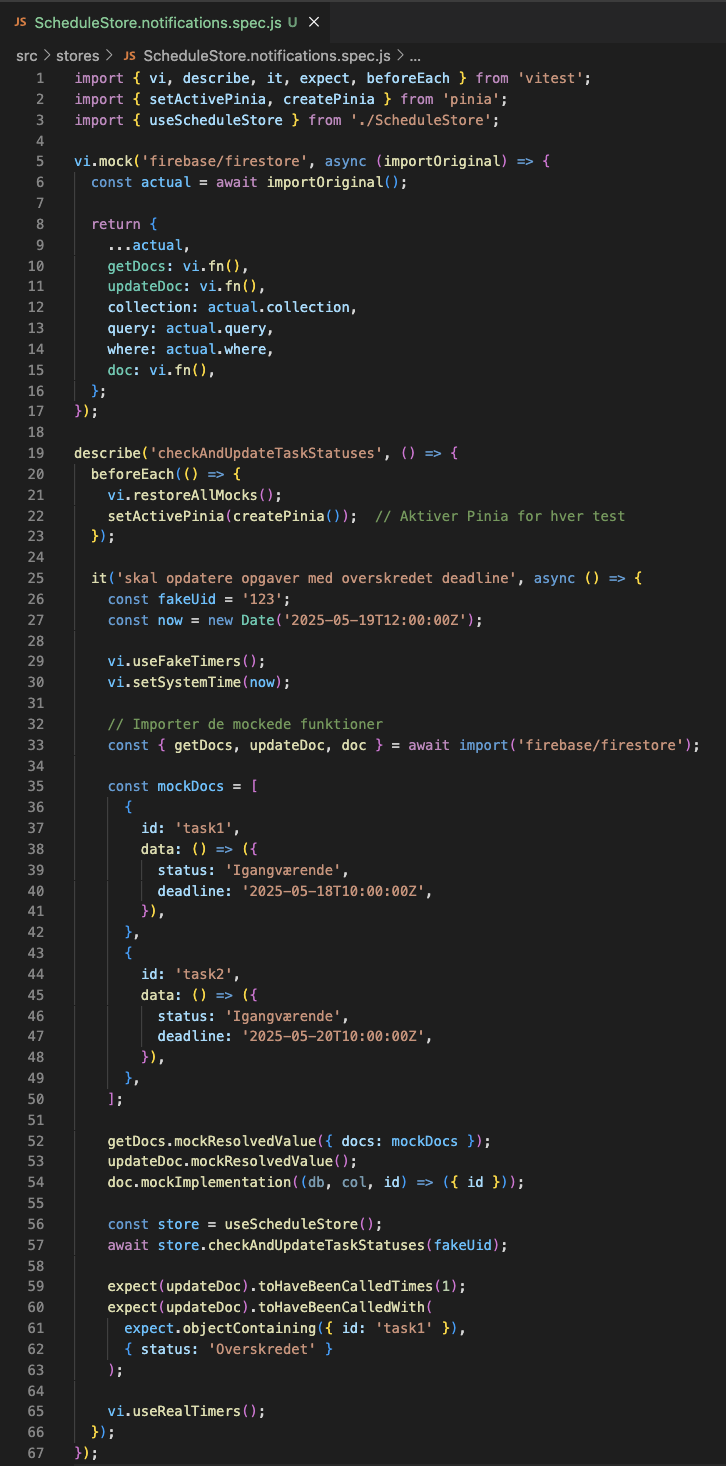 JS ScheduleStore.notifications.spec.js U ×
src > stores > JS ScheduleStore.notifications.spec.js > ...
1 import { vi, describe, it, expect, beforeEach } from 'vitest';
2 import { setActivePinia, createPinia } from 'pinia';
3 import { useScheduleStore } from './ScheduleStore';
4
5 vi.mock('firebase/firestore', async (importOriginal) => {
6   const actual = await importOriginal();
7
8   return {
9     ...actual,
10     getDocs: vi.fn(),
11     updateDoc: vi.fn(),
12     collection: actual.collection,
13     query: actual.query,
14     where: actual.where,
15     doc: vi.fn(),
16   };
17 });
18
19 describe('checkAndUpdateTaskStatuses', () => {
20   beforeEach(() => {
21     vi.restoreAllMocks();
22     setActivePinia(createPinia());  // Aktiver Pinia for hver test
23   });
24
25   it('skal opdatere opgaver med overskredet deadline', async () => {
26     const fakeUid = '123';
27     const now = new Date('2025-05-19T12:00:00Z');
28
29     vi.useFakeTimers();
30     vi.setSystemTime(now);
31
32     // Importer de mockede funktioner
33     const { getDocs, updateDoc, doc } = await import('firebase/firestore');
34
35     const mockDocs = [
36       {
37         id: 'task1',
38         data: () => ({
39           status: 'Igangværende',
40           deadline: '2025-05-18T10:00:00Z',
41         }),
42       },
43       {
44         id: 'task2',
45         data: () => ({
46           status: 'Igangværende',
47           deadline: '2025-05-20T10:00:00Z',
48         }),
49       },
50     ];
51
52     getDocs.mockResolvedValue({ docs: mockDocs });
53     updateDoc.mockResolvedValue();
54     doc.mockImplementation((db, col, id) => ({ id }));
55
56     const store = useScheduleStore();
57     await store.checkAndUpdateTaskStatuses(fakeUid);
58
59     expect(updateDoc).toHaveBeenCalledTimes(1);
60     expect(updateDoc).toHaveBeenCalledWith(
61       expect.objectContaining({ id: 'task1' }),
62       { status: 'Overskredet' }
63     );
64
65     vi.useRealTimers();
66   });
67 });